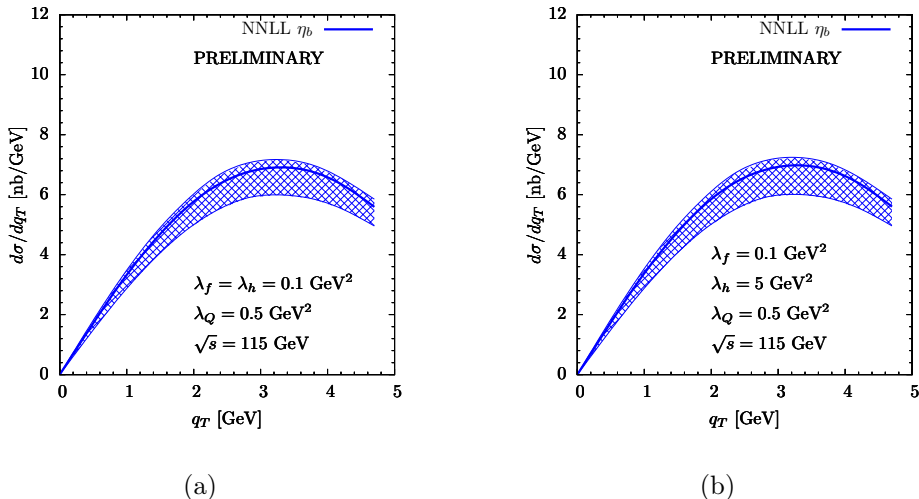 12
10
8
6
4
2
0
dσ/dq_T [nb/GeV]
NNLL η_b
PRELIMINARY
λ_f = λ_h = 0.1 GeV²
λ_Q = 0.5 GeV²
√s = 115 GeV
0 1 2 3 4 5
q_T [GeV]
(a)
12
10
8
6
4
2
0
dσ/dq_T [nb/GeV]
NNLL η_b
PRELIMINARY
λ_f = 0.1 GeV²
λ_h = 5 GeV²
λ_Q = 0.5 GeV²
√s = 115 GeV
0 1 2 3 4 5
q_T [GeV]
(b)